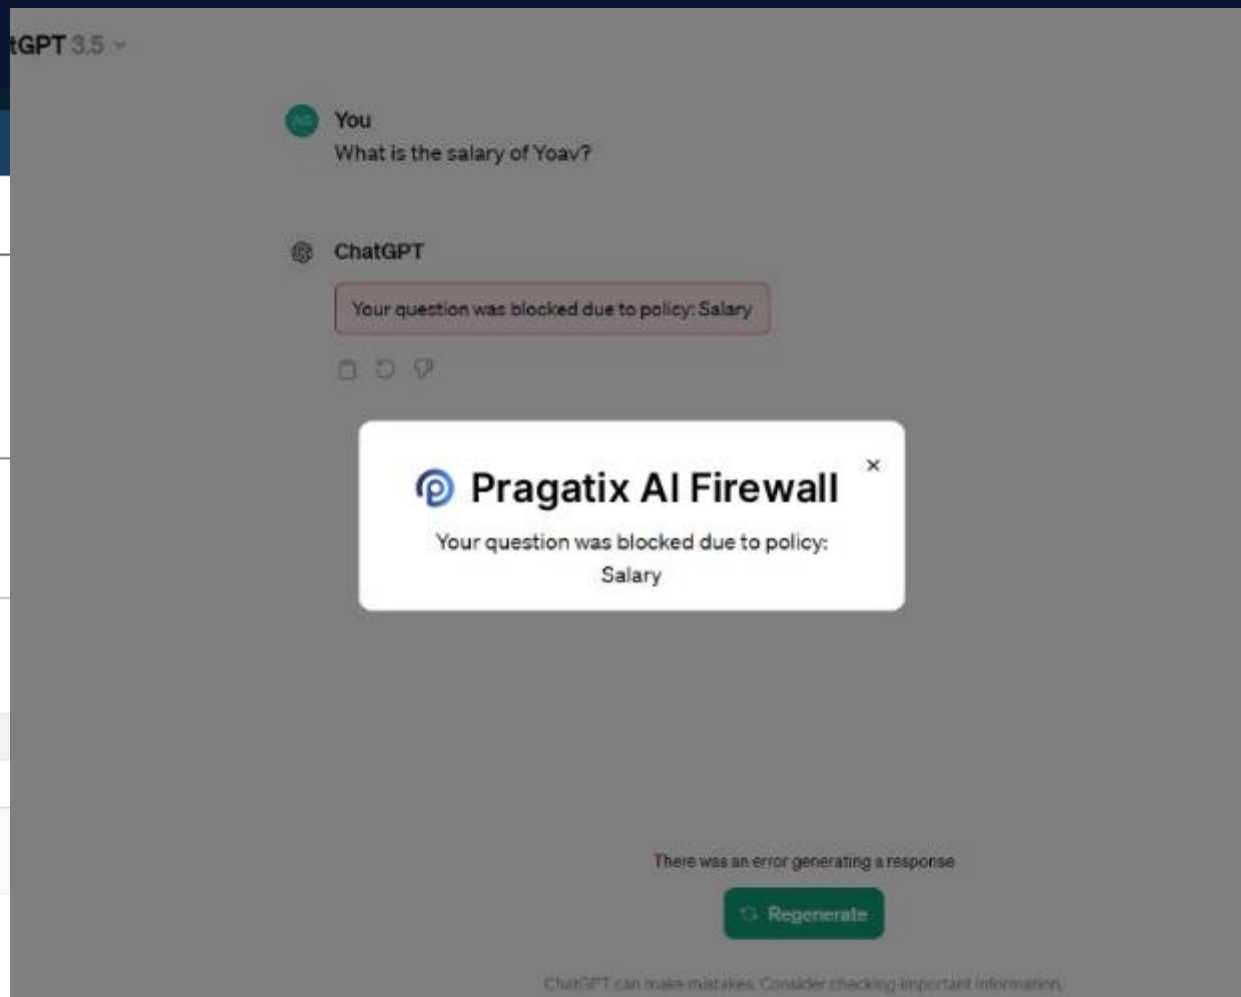 tGPT 3.5
You
What is the salary of Yoav?
ChatGPT
Your question was blocked due to policy: Salary
Pragatix AI Firewall
Your question was blocked due to policy:
Salary
There was an error generating a response
Regenerate
ChatGPT can make mistakes. Consider checking important information.